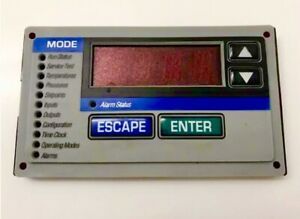 MODE
Run Status
Service Test
Temperatures
Pressures
Setpoints
Inputs
Outputs
Configuration
Time Clock
Operating Modes
Alarms
Alarm Status
ESCAPE
ENTER